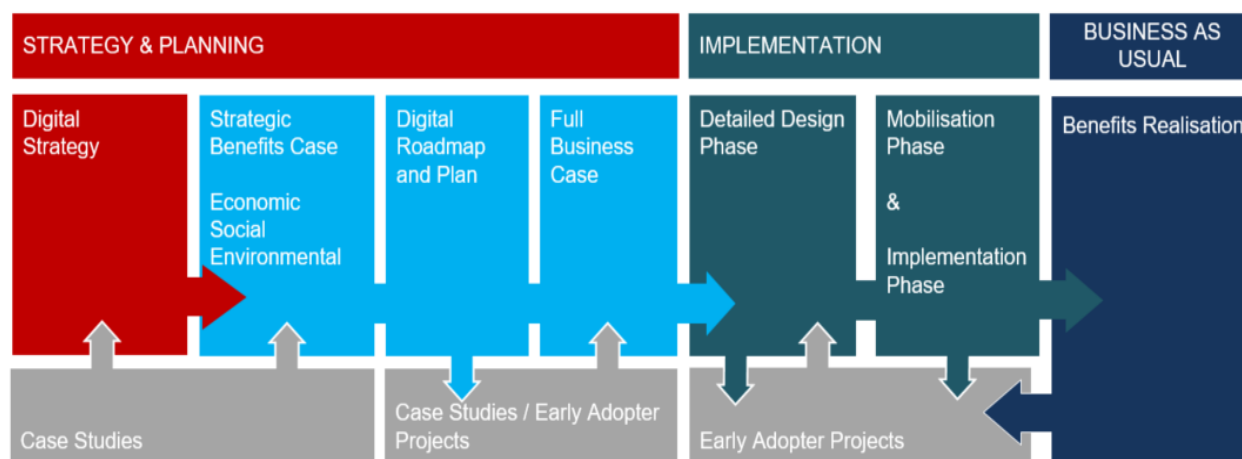 STRATEGY & PLANNING
IMPLEMENTATION
BUSINESS AS
USUAL
Digital
Strategy
Strategic
Benefits Case
Economic
Social
Environmental
Digital
Roadmap
and Plan
Full
Business
Case
Detailed Design
Phase
Mobilisation
Phase
&
Implementation
Phase
Benefits Realisation
Case Studies
Case Studies / Early Adopter
Projects
Early Adopter Projects